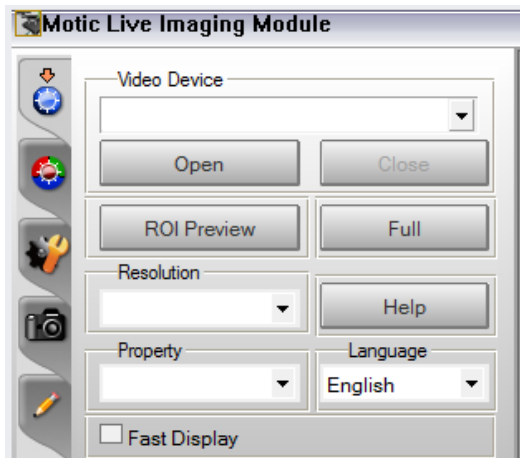 Motic Live Imaging Module
Video Device
Open Close
ROI Preview Full
Resolution
Help
Property Language
English
Fast Display